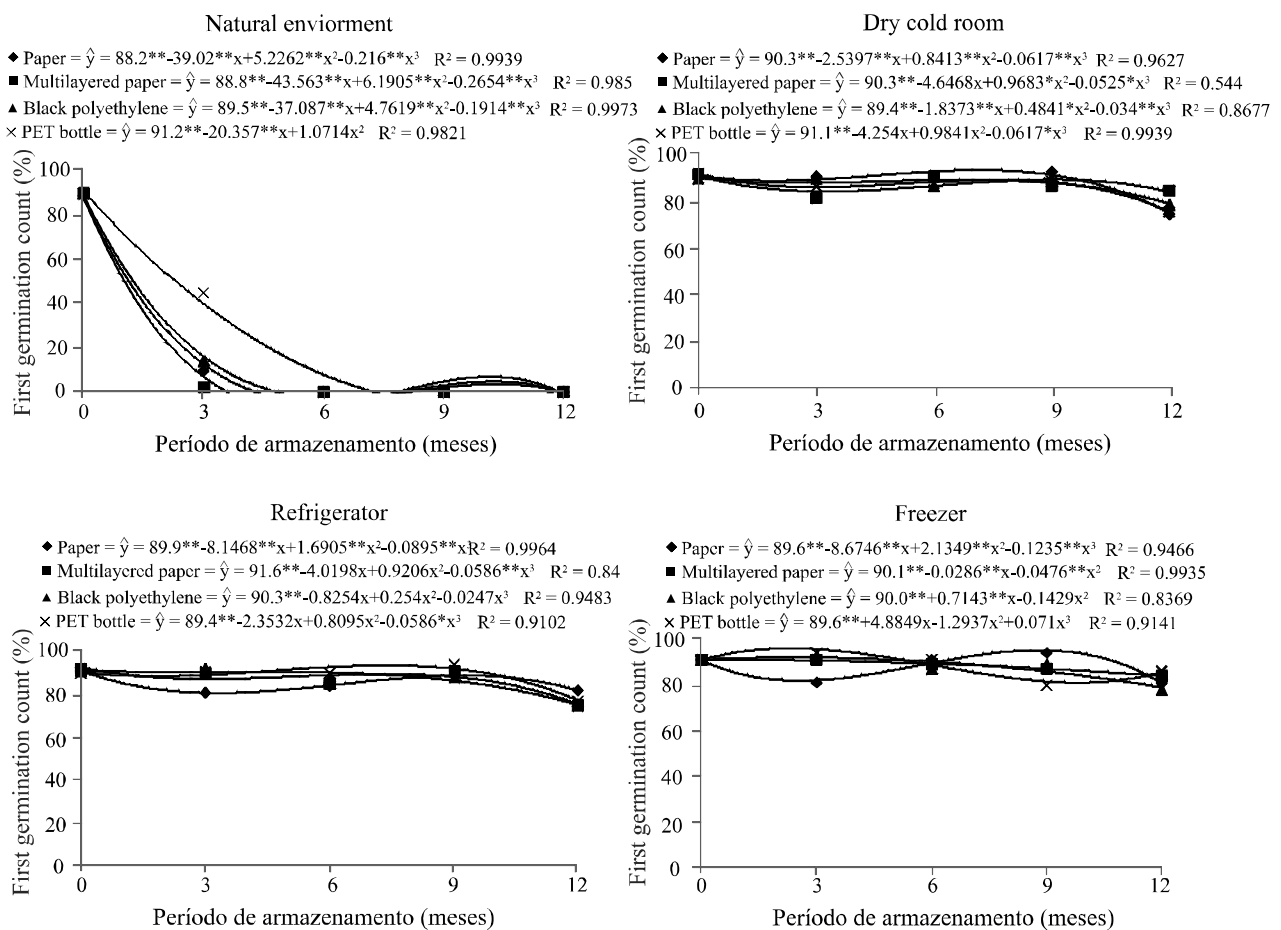 Natural enviorment
◆ Paper = ŷ = 88.2**-39.02**x+5.2262**x²-0.216**x³ R² = 0.9939
■ Multilayered paper = ŷ = 88.8**-43.563**x+6.1905**x²-0.2654**x³ R² = 0.985
▲ Black polyethylene = ŷ = 89.5**-37.087**x+4.7619**x²-0.1914**x³ R² = 0.9973
× PET bottle = ŷ = 91.2**-20.357**x+1.0714x² R² = 0.9821
First germination count (%)
100
80
60
40
20
0
0 3 6 9 12
Período de armazenamento (meses)
Dry cold room
◆ Paper = ŷ = 90.3**-2.5397**x+0.8413**x²-0.0617**x³ R² = 0.9627
■ Multilayered paper = ŷ = 90.3**-4.6468x+0.9683*x²-0.0525*x³ R² = 0.544
▲ Black polyethylene = ŷ = 89.4**-1.8373**x+0.4841*x²-0.034**x³ R² = 0.8677
× PET bottle = ŷ = 91.1**-4.254x+0.9841x²-0.0617*x³ R² = 0.9939
First germination count (%)
100
80
60
40
20
0
0 3 6 9 12
Período de armazenamento (meses)
Refrigerator
◆ Paper = ŷ = 89.9**-8.1468**x+1.6905**x²-0.0895**xR² = 0.9964
■ Multilayered paper = ŷ = 91.6**-4.0198x+0.9206x²-0.0586**x³ R² = 0.84
▲ Black polyethylene = ŷ = 90.3**-0.8254x+0.254x²-0.0247x³ R² = 0.9483
× PET bottle = ŷ = 89.4**-2.3532x+0.8095x²-0.0586*x³ R² = 0.9102
First germination count (%)
100
80
60
40
20
0
0 3 6 9 12
Período de armazenamento (meses)
Freezer
◆ Paper = ŷ = 89.6**-8.6746**x+2.1349**x²-0.1235**x³ R² = 0.9466
■ Multilayered paper = ŷ = 90.1**-0.0286**x-0.0476**x² R² = 0.9935
▲ Black polyethylene = ŷ = 90.0**+0.7143**x-0.1429x² R² = 0.8369
× PET bottle = ŷ = 89.6**+4.8849x-1.2937x²+0.071x³ R² = 0.9141
First germination count (%)
100
80
60
40
20
0
0 3 6 9 12
Período de armazenamento (meses)